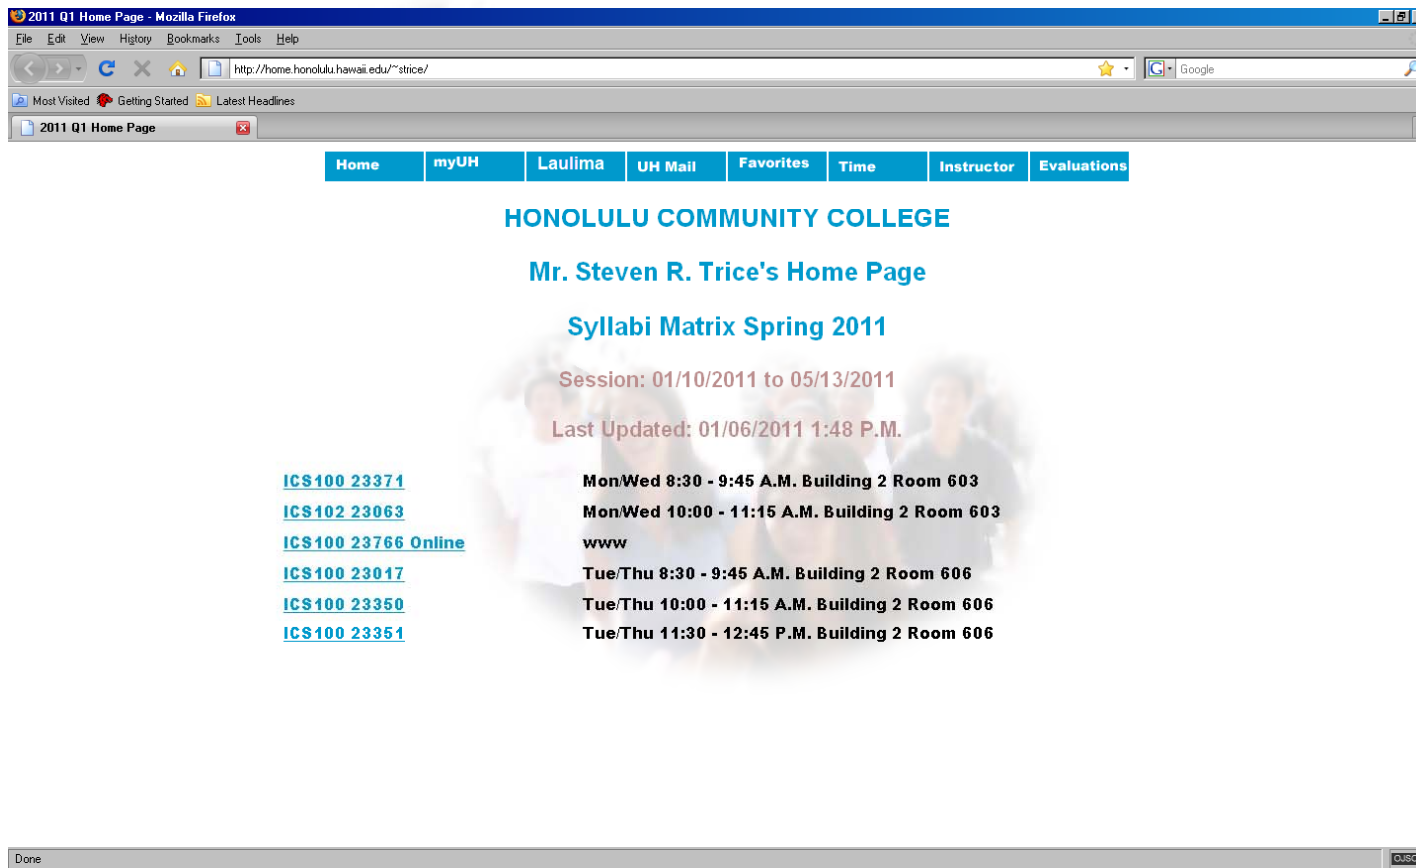 2011 Q1 Home Page - Mozilla Firefox
File Edit View History Bookmarks Tools Help
http://home.honolulu.hawaii.edu/~strice/ G Google
Most Visited Getting Started Latest Headlines
2011 Q1 Home Page
Home myUH Laulima UH Mail Favorites Time Instructor Evaluations
HONOLULU COMMUNITY COLLEGE
Mr. Steven R. Trice's Home Page
Syllabi Matrix Spring 2011
Session: 01/10/2011 to 05/13/2011
Last Updated: 01/06/2011 1:48 P.M.
ICS100 23371 Mon/Wed 8:30 - 9:45 A.M. Building 2 Room 603
ICS102 23063 Mon/Wed 10:00 - 11:15 A.M. Building 2 Room 603
ICS100 23766 Online www
ICS100 23017 Tue/Thu 8:30 - 9:45 A.M. Building 2 Room 606
ICS100 23350 Tue/Thu 10:00 - 11:15 A.M. Building 2 Room 606
ICS100 23351 Tue/Thu 11:30 - 12:45 P.M. Building 2 Room 606
Done